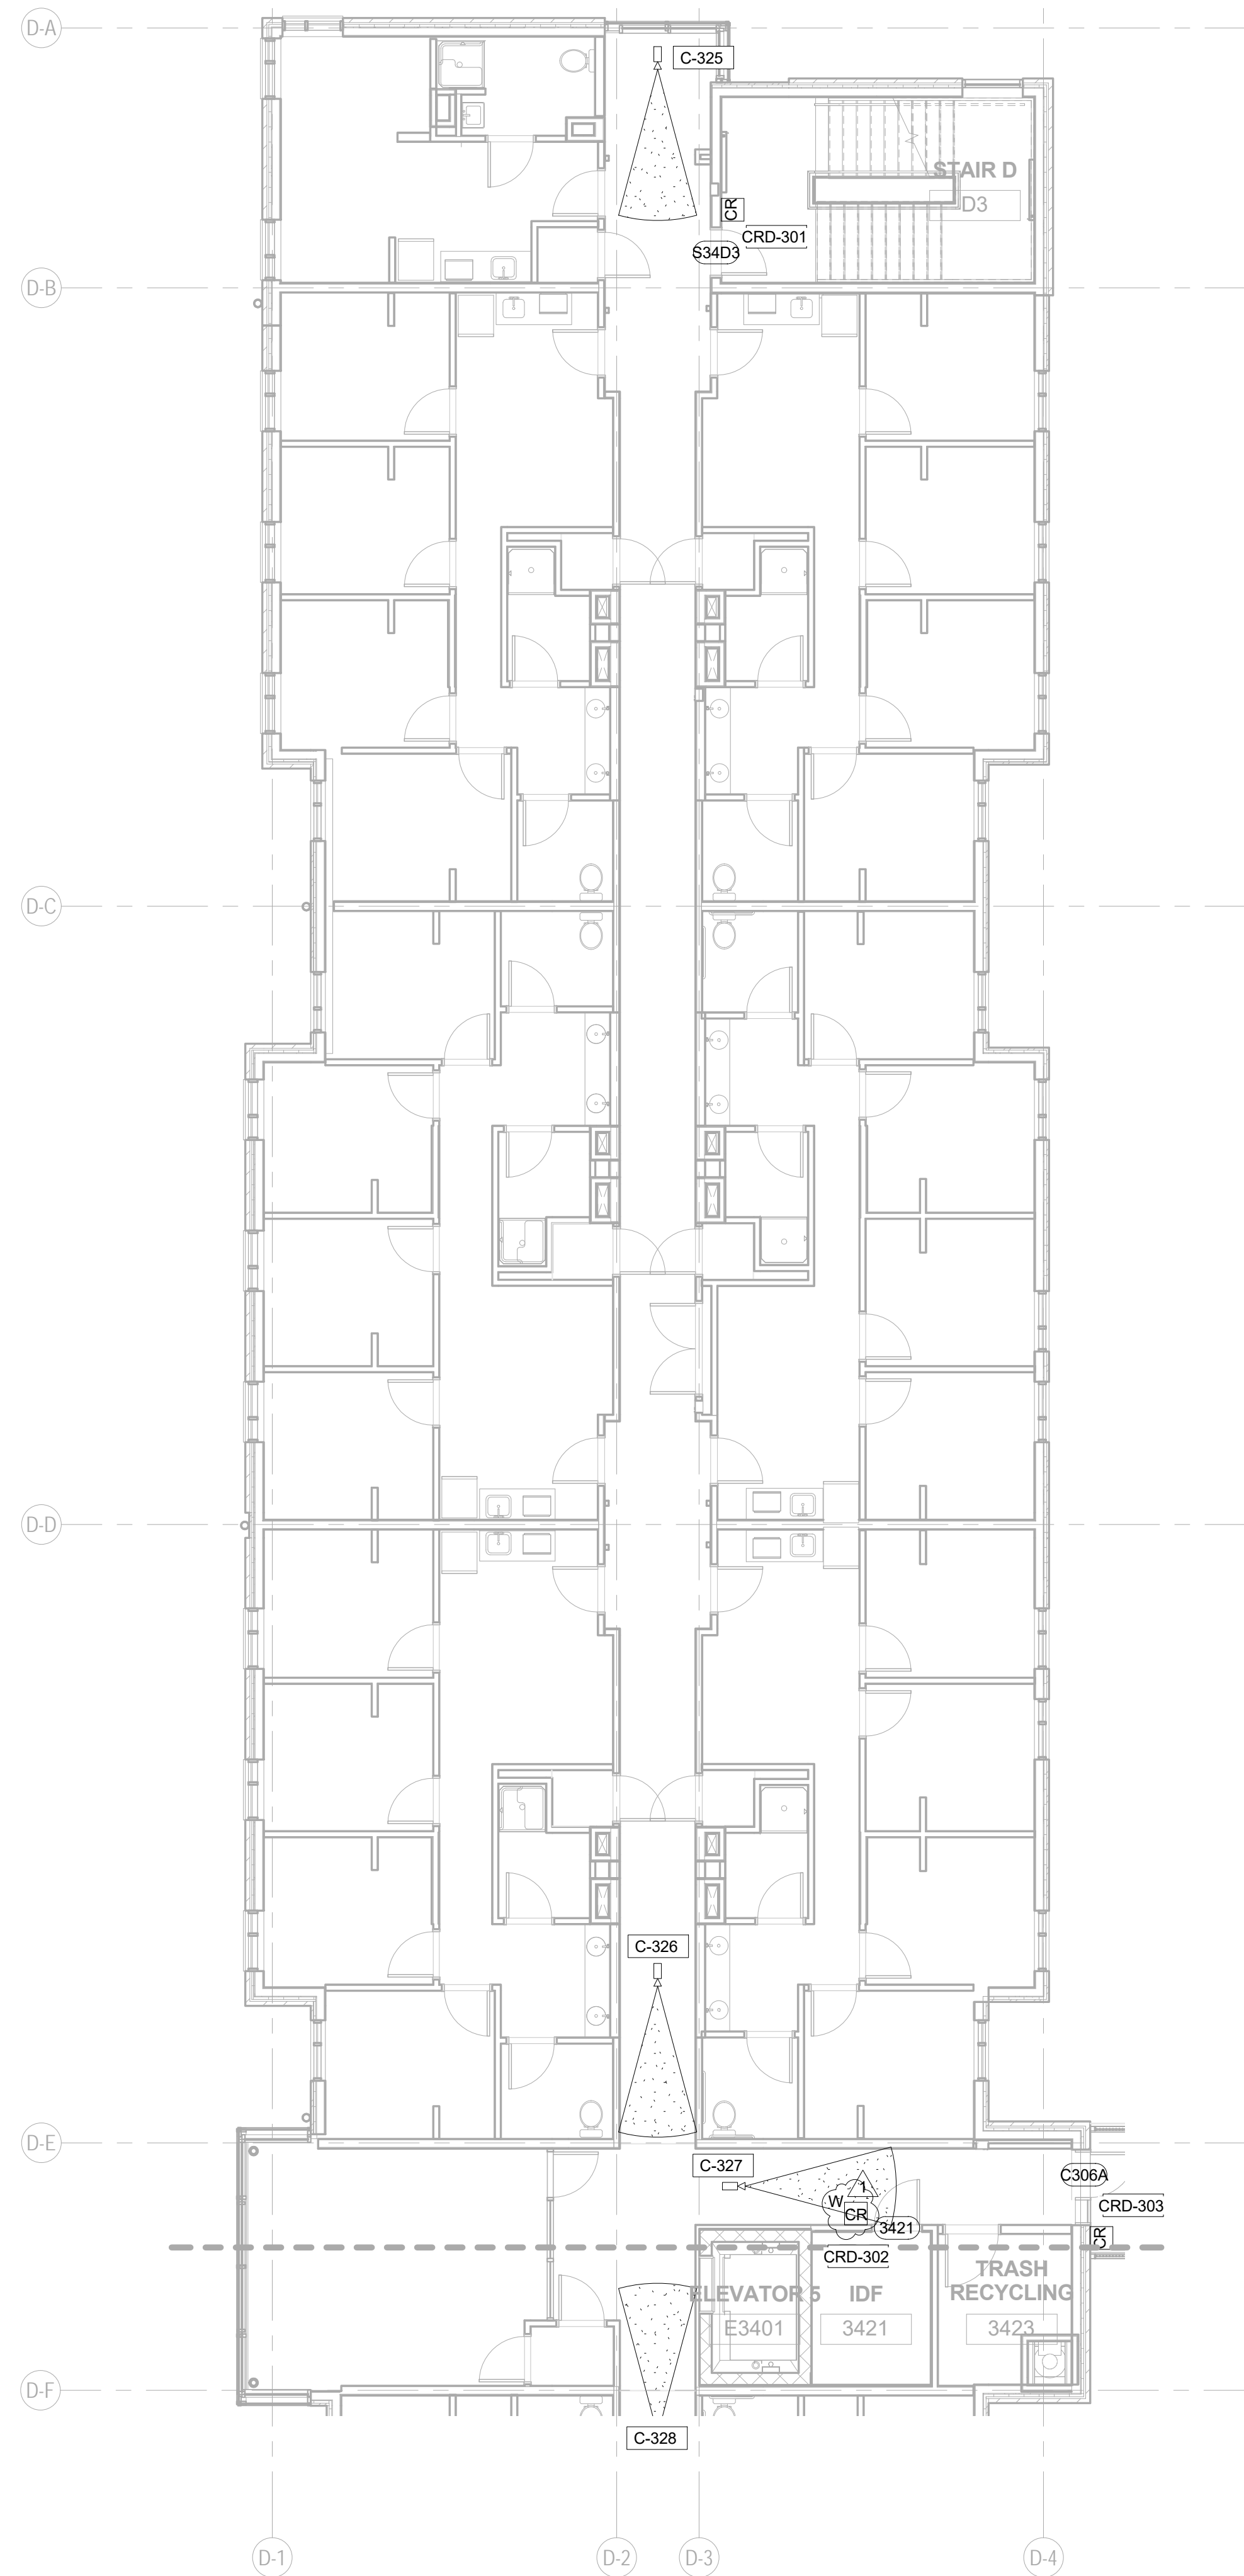 D-A
C-325
STAIR D
D3
CR
CRD-301
S34D3
D-B
D-C
D-D
C-326
D-E
C-327
1
W
CR
3421
C306A
CRD-303
CR
CRD-302
ELEVATOR 5
E3401
IDF
3421
TRASH
RECYCLING
3423
D-F
C-328
D-1
D-2
D-3
D-4